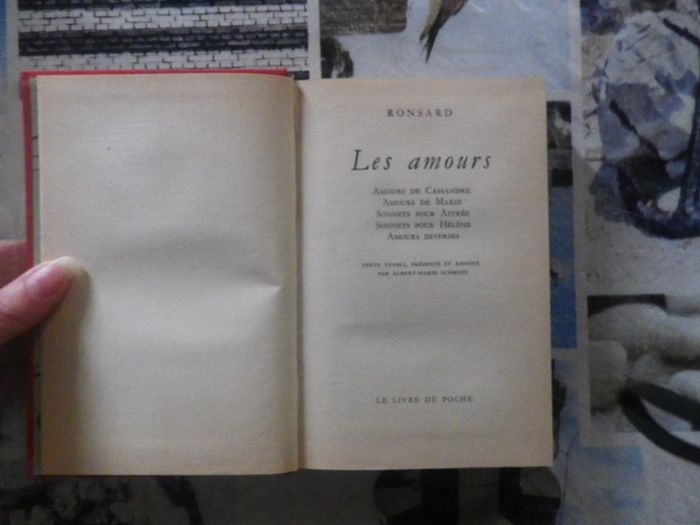 RONSARD
Les amours
AMOURS DE CASSANDRE
AMOURS DE MARIE
SONNETS POUR ASTRÉE
SONNETS POUR HÉLÈNE
AMOURS DIVERSES
TEXTE ÉTABLI, PRÉSENTÉ ET ANNOTÉ
PAR ALBERT-MARIE SCHMIDT
LE LIVRE DE POCHE